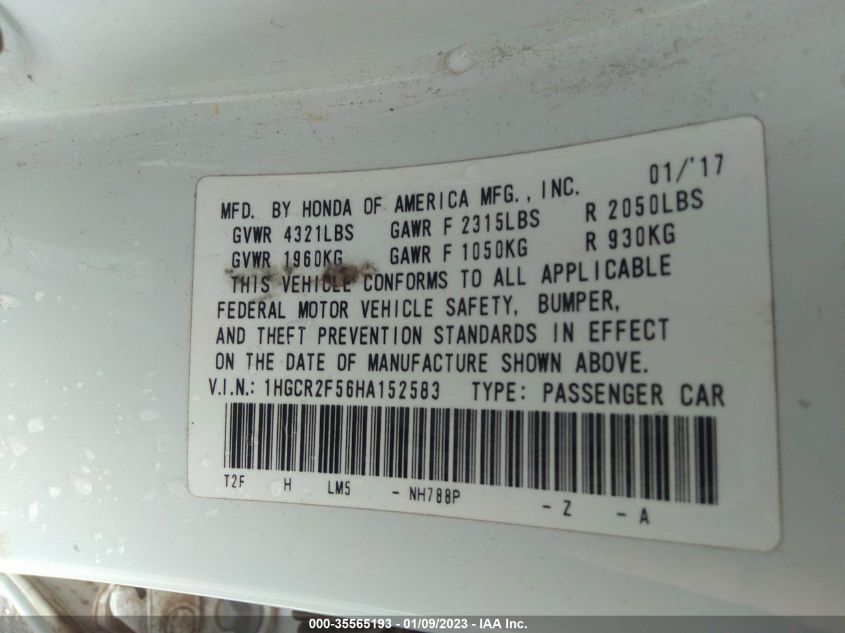 MFD. BY HONDA OF AMERICA MFG., INC. 01/'17
GVWR 4321LBS GAWR F 2315LBS R 2050LBS
GVWR 1960KG GAWR F 1050KG R 930KG
THIS VEHICLE CONFORMS TO ALL APPLICABLE
FEDERAL MOTOR VEHICLE SAFETY, BUMPER,
AND THEFT PREVENTION STANDARDS IN EFFECT
ON THE DATE OF MANUFACTURE SHOWN ABOVE.
V.I.N.: 1HGCR2F56HA152583 TYPE: PASSENGER CAR
T2F H LM5 - NH788P - Z - A
000-35565193 - 01/09/2023 - IAA Inc.